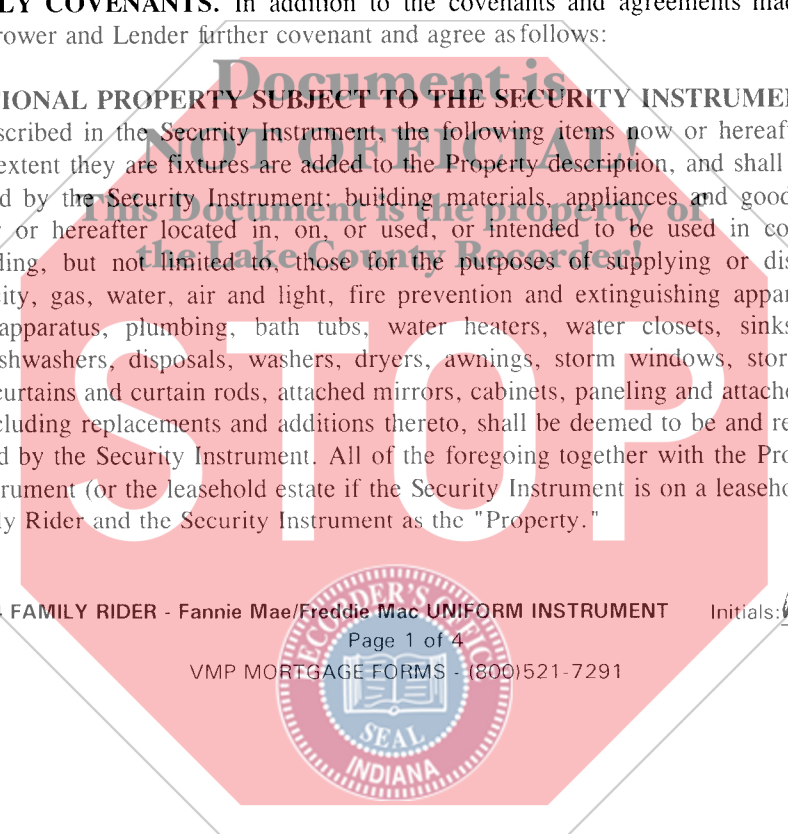 LY COVENANTS. In addition to the covenants and agreements mad
rower and Lender further covenant and agree as follows:
Document is
TIONAL PROPERTY SUBJECT TO THE SECURITY INSTRUMEN
scribed in the Security Instrument, the following items now or hereaft
NOT OFFICIAL!
extent they are fixtures are added to the Property description, and shall
d by the Security Instrument: building materials, appliances and good
This Document is the property of
or hereafter located in, on, or used, or intended to be used in co
the Lake County Recorder!
ding, but not limited to, those for the purposes of supplying or dis
ity, gas, water, air and light, fire prevention and extinguishing appar
apparatus, plumbing, bath tubs, water heaters, water closets, sinks
shwashers, disposals, washers, dryers, awnings, storm windows, stor
curtains and curtain rods, attached mirrors, cabinets, paneling and attache
cluding replacements and additions thereto, shall be deemed to be and re
d by the Security Instrument. All of the foregoing together with the Pro
trument (or the leasehold estate if the Security Instrument is on a leaseho
ly Rider and the Security Instrument as the "Property."
STOP
FAMILY RIDER - Fannie Mae/Freddie Mac UNIFORM INSTRUMENT Initials:
Page 1 of 4
VMP MORTGAGE FORMS - (800)521-7291
RECORDER'S OFFIC
SEAL
INDIANA